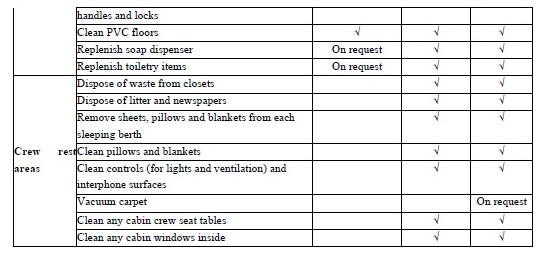 handles and locks
Clean PVC floors √ √ √
Replenish soap dispenser On request √ √
Replenish toiletry items On request √ √
Dispose of waste from closets √ √
Dispose of litter and newspapers √ √
Remove sheets, pillows and blankets from each √ √
sleeping berth
Crew rest Clean pillows and blankets √ √
areas Clean controls (for lights and ventilation) and √ √
interphone surfaces
Vacuum carpet On request
Clean any cabin crew seat tables √ √
Clean any cabin windows inside √ √